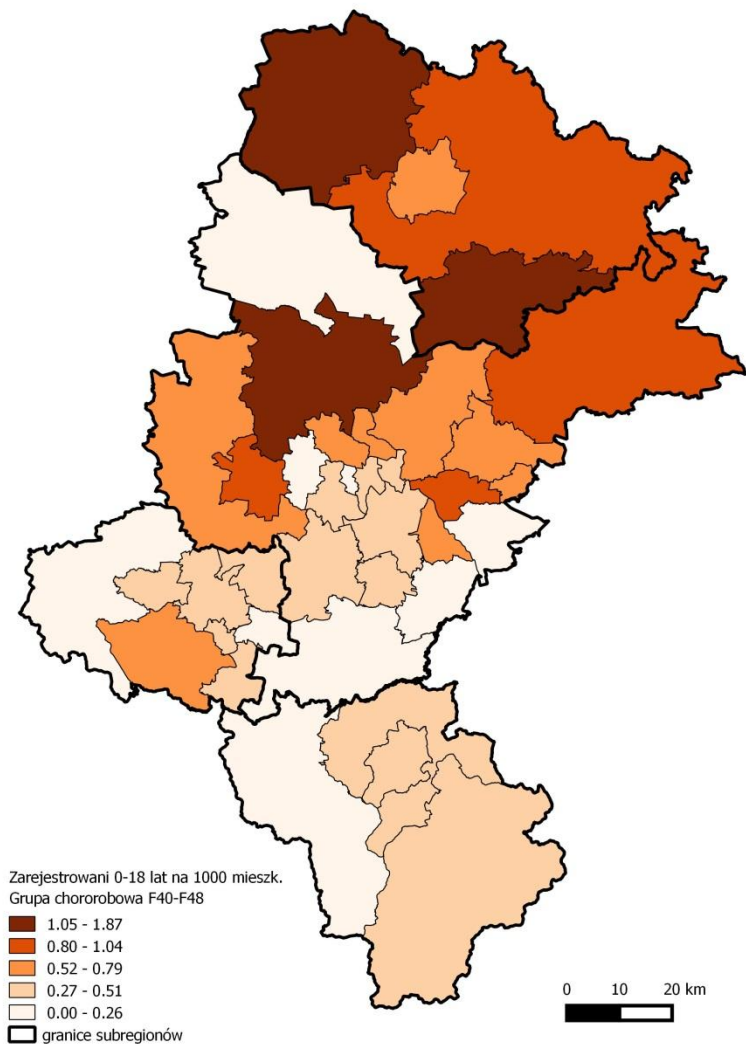 Zarejestrowani 0-18 lat na 1000 mieszk.
Grupa chororobowa F40-F48
1.05 - 1.87
0.80 - 1.04
0.52 - 0.79
0.27 - 0.51
0.00 - 0.26
granice subregionów
0 10 20 km